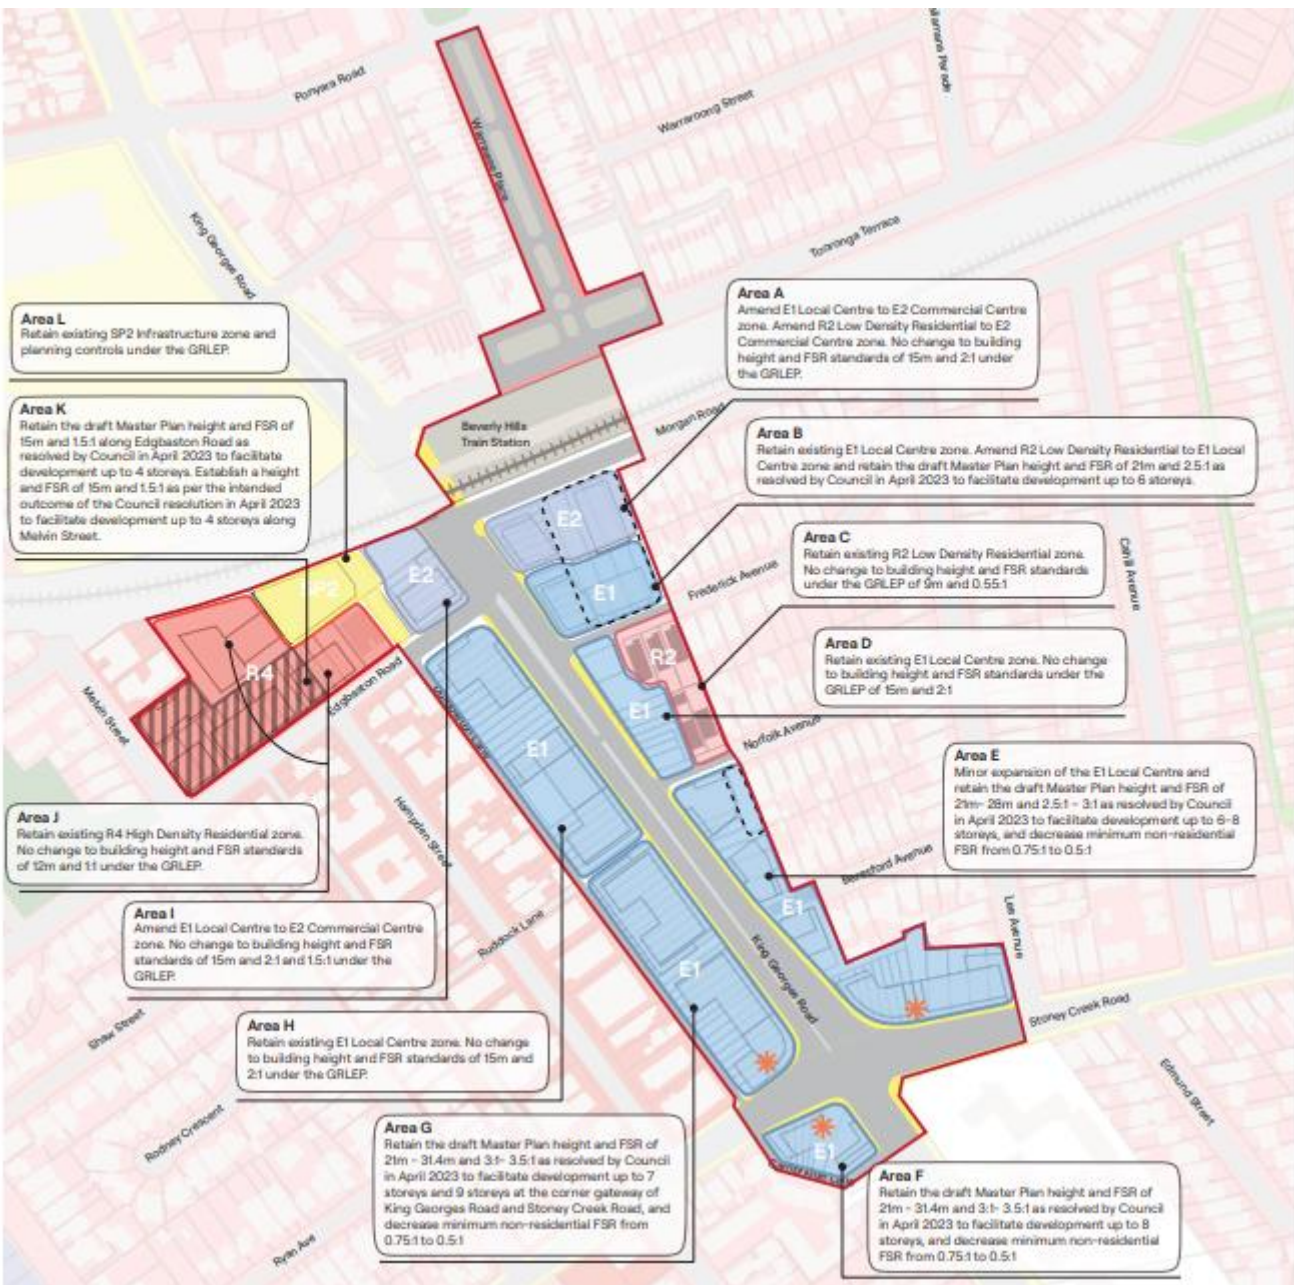 Ponyara Road
Warrawee Place
Warraroong Street
King Georges Road
Tooronga Terrace
Area L
Retain existing SP2 Infrastructure zone and
planning controls under the GRLEP.
Area A
Amend E1 Local Centre to E2 Commercial Centre
zone. Amend R2 Low Density Residential to E2
Commercial Centre zone. No change to building
height and FSR standards of 15m and 2:1 under
the GRLEP.
Area K
Retain the draft Master Plan height and FSR of
15m and 1.5:1 along Edgbaston Road as
resolved by Council in April 2023 to facilitate
development up to 4 storeys. Establish a height
and FSR of 15m and 1.5:1 as per the intended
outcome of the Council resolution in April 2023
to facilitate development up to 4 storeys along
Melvin Street.
Beverly Hills
Train Station
Morgan Road
Area B
Retain existing E1 Local Centre zone. Amend R2 Low Density Residential to E1 Local
Centre zone and retain the draft Master Plan height and FSR of 21m and 2.5:1 as
resolved by Council in April 2023 to facilitate development up to 6 storeys.
E2
Area C
Retain existing R2 Low Density Residential zone.
No change to building height and FSR standards
under the GRLEP of 9m and 0.55:1
Cahill Avenue
E2
SP2
E1
Frederick Avenue
R2
R4
Area D
Retain existing E1 Local Centre zone. No change
to building height and FSR standards under the
GRLEP of 15m and 2:1
Melvin Street
Edgbaston Road
E1
E1
Norfolk Avenue
Area E
Minor expansion of the E1 Local Centre and
retain the draft Master Plan height and FSR of
21m- 28m and 2.5:1 - 3:1 as resolved by Council
in April 2023 to facilitate development up to 6-8
storeys, and decrease minimum non-residential
FSR from 0.75:1 to 0.5:1
Area J
Retain existing R4 High Density Residential zone.
No change to building height and FSR standards
of 12m and 1:1 under the GRLEP.
Hampden Street
Beresford Avenue
Area I
Amend E1 Local Centre to E2 Commercial Centre
zone. No change to building height and FSR
standards of 15m and 2:1 and 1.5:1 under the
GRLEP.
Ruddock Lane
E1
Lee Avenue
E1
King Georges Road
Stoney Creek Road
Shaw Street
Area H
Retain existing E1 Local Centre zone. No change
to building height and FSR standards of 15m and
2:1 under the GRLEP.
Edmund Street
Rodney Crescent
Area G
Retain the draft Master Plan height and FSR of
21m - 31.4m and 3:1- 3.5:1 as resolved by Council
in April 2023 to facilitate development up to 7
storeys and 9 storeys at the corner gateway of
King Georges Road and Stoney Creek Road, and
decrease minimum non-residential FSR from
0.75:1 to 0.5:1
E1
Area F
Retain the draft Master Plan height and FSR of
21m - 31.4m and 3:1- 3.5:1 as resolved by Council
in April 2023 to facilitate development up to 8
storeys, and decrease minimum non-residential
FSR from 0.75:1 to 0.5:1
Ryan Ave